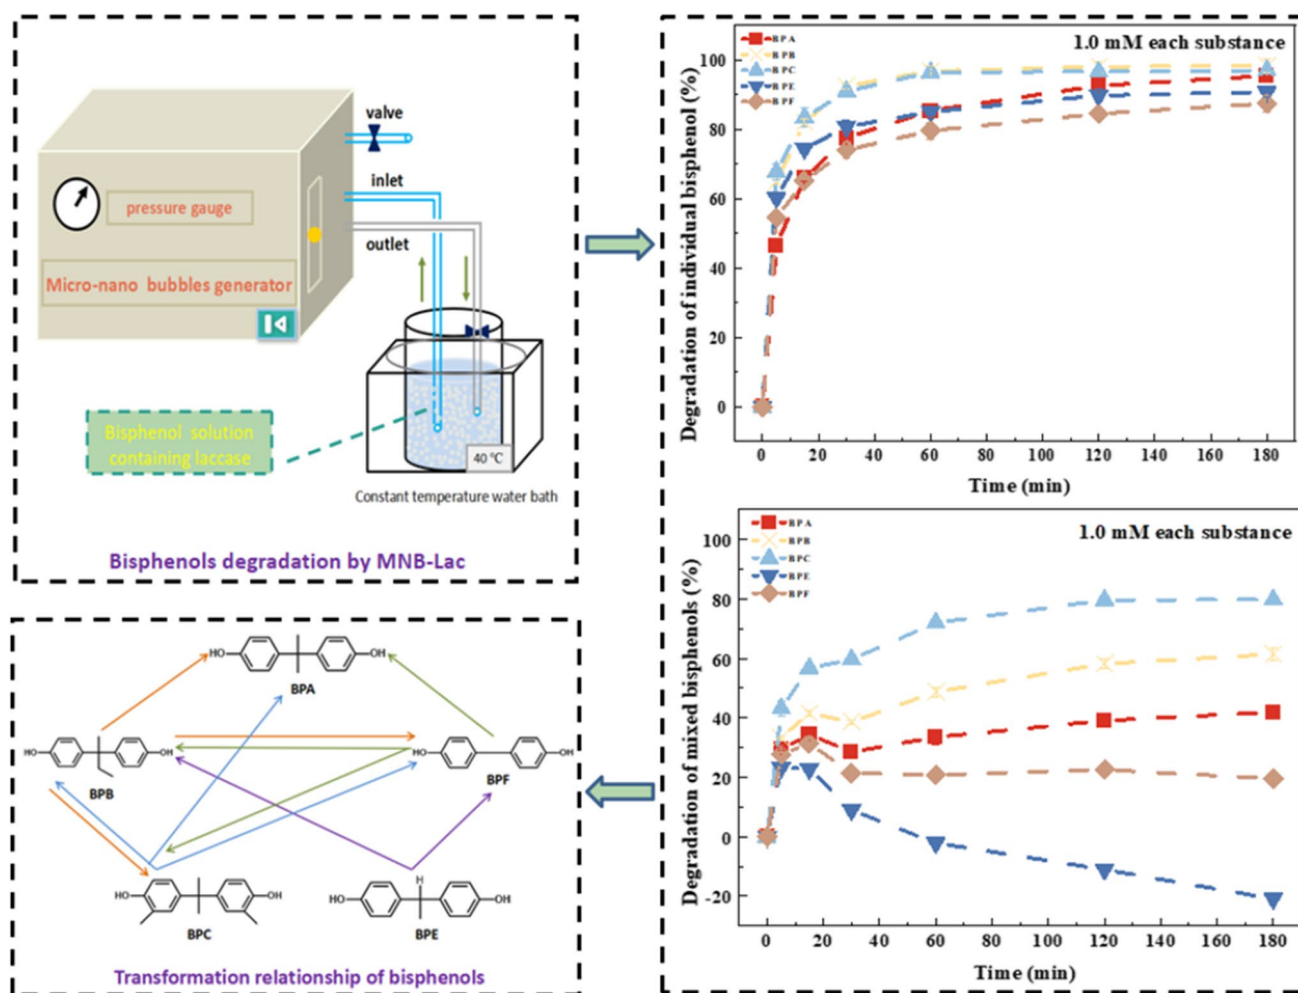 valve
inlet
pressure gauge
outlet
Micro-nano bubbles generator
Bisphenol solution
containing laccase
40 °C
Constant temperature water bath
Bisphenols degradation by MNB-Lac
1.0 mM each substance
BPA
BPB
BPC
BPE
BPF
Degradation of individual bisphenol (%)
100
80
60
40
20
0
0 20 40 60 80 100 120 140 160 180
Time (min)
1.0 mM each substance
BPA
BPB
BPC
BPE
BPF
Degradation of mixed bisphenols (%)
100
80
60
40
20
0
-20
0 20 40 60 80 100 120 140 160 180
Time (min)
HO OH
BPA
HO OH
BPB
HO OH
BPF
HO OH
BPC
H
HO OH
BPE
Transformation relationship of bisphenols